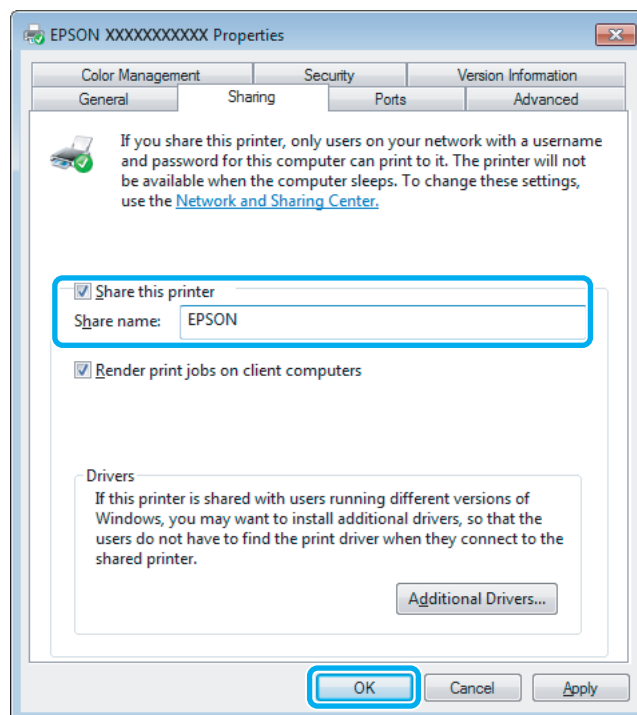 EPSON XXXXXXXXXXX Properties
Color Management Security Version Information
General Sharing Ports Advanced
If you share this printer, only users on your network with a username
and password for this computer can print to it. The printer will not
be available when the computer sleeps. To change these settings,
use the Network and Sharing Center.
Share this printer
Share name: EPSON
Render print jobs on client computers
Drivers
If this printer is shared with users running different versions of
Windows, you may want to install additional drivers, so that the
users do not have to find the print driver when they connect to the
shared printer.
Additional Drivers...
OK Cancel Apply